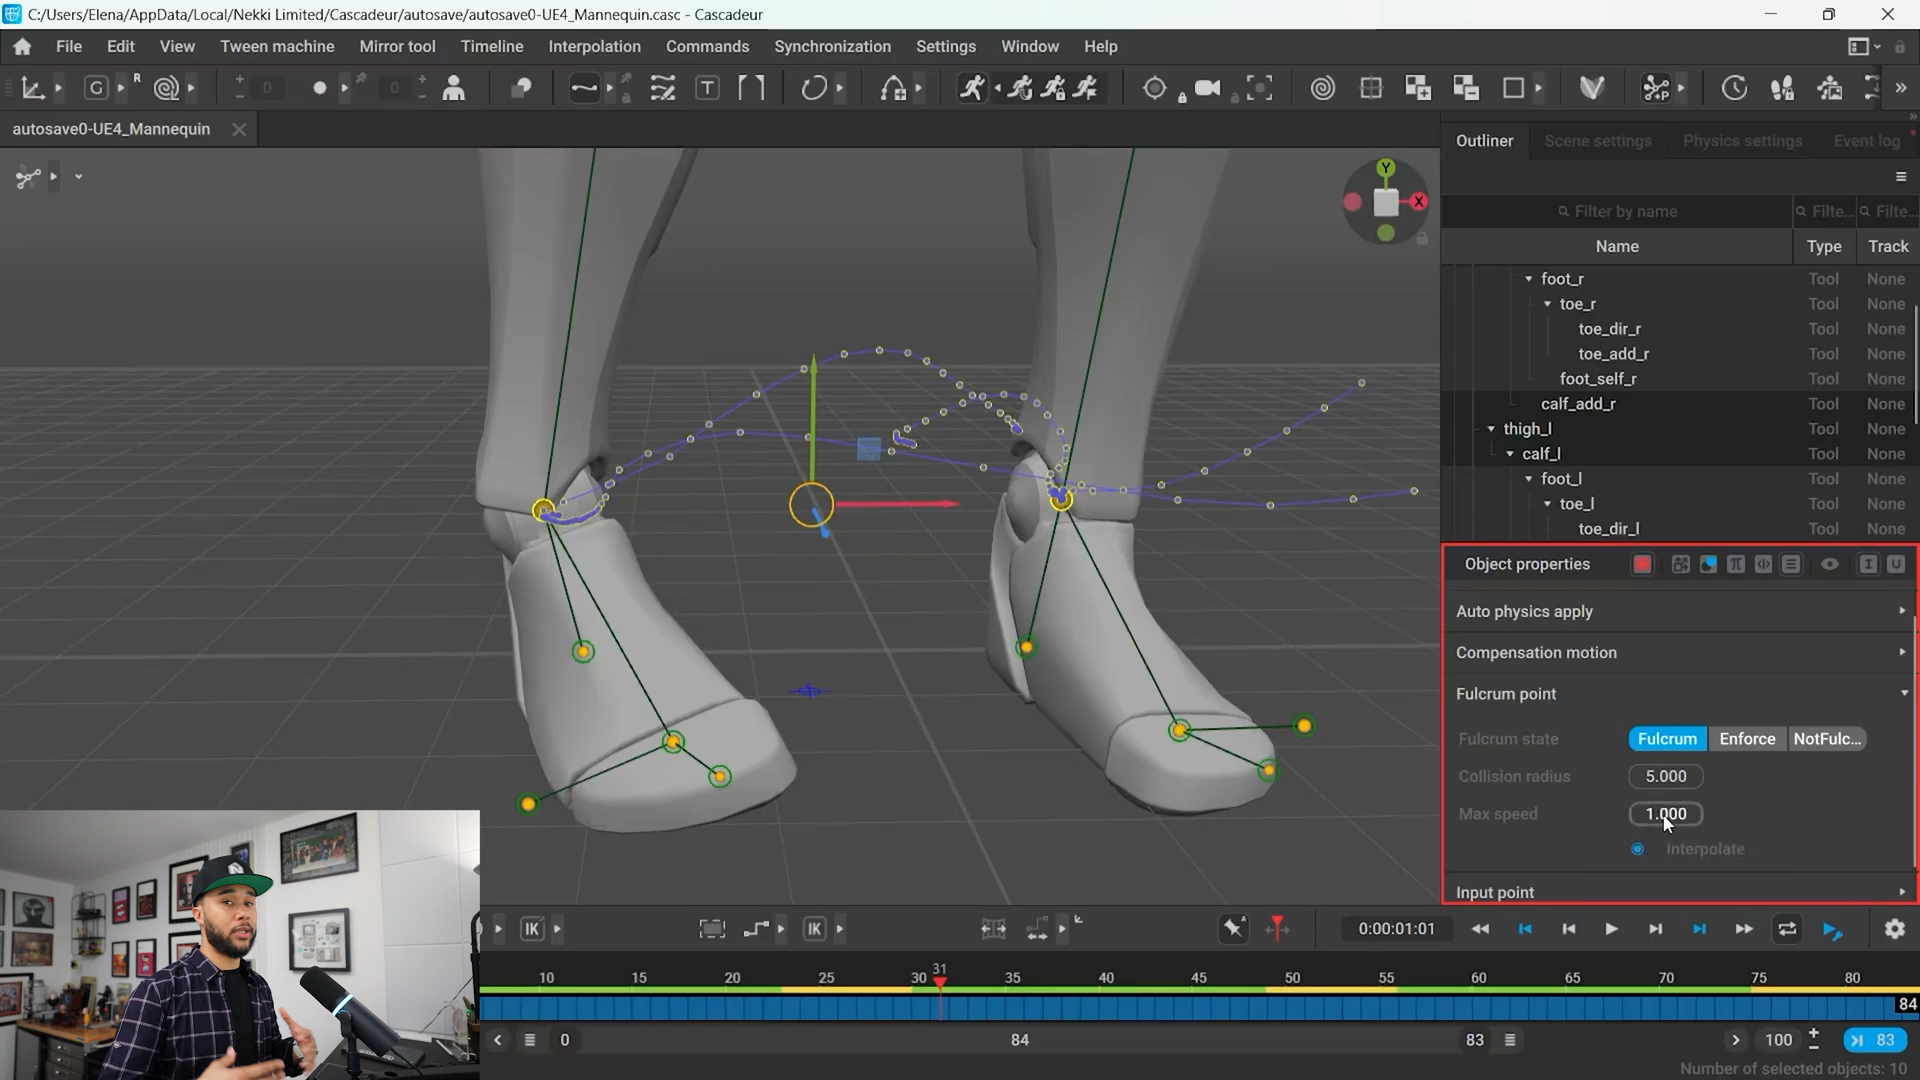 C:/Users/Elena/AppData/Local/Nekki Limited/Cascadeur/autosave/autosave0-UE4_Mannequin.casc - Cascadeur
File Edit View Tween machine Mirror tool Timeline Interpolation Commands Synchronization Settings Window Help
G R 0 0 T P
autosave0-UE4_Mannequin
Outliner Scene settings Physics settings Event log
Y
X
Filter by name Filte... Filte...
Name Type Track
foot_r Tool None
toe_r Tool None
toe_dir_r Tool None
toe_add_r Tool None
foot_self_r Tool None
calf_add_r Tool None
thigh_l Tool None
calf_l Tool None
foot_l Tool None
toe_l Tool None
toe_dir_l Tool None
Object properties
Auto physics apply
Compensation motion
Fulcrum point
Fulcrum state Fulcrum Enforce NotFulc...
Collision radius 5.000
Max speed 1.000
Interpolate
Input point
IK IK A 0:00:01:01
10 15 20 25 30 31 35 40 45 50 55 60 65 70 75 80
84
0 84 83 100 + − 83
Number of selected objects: 10